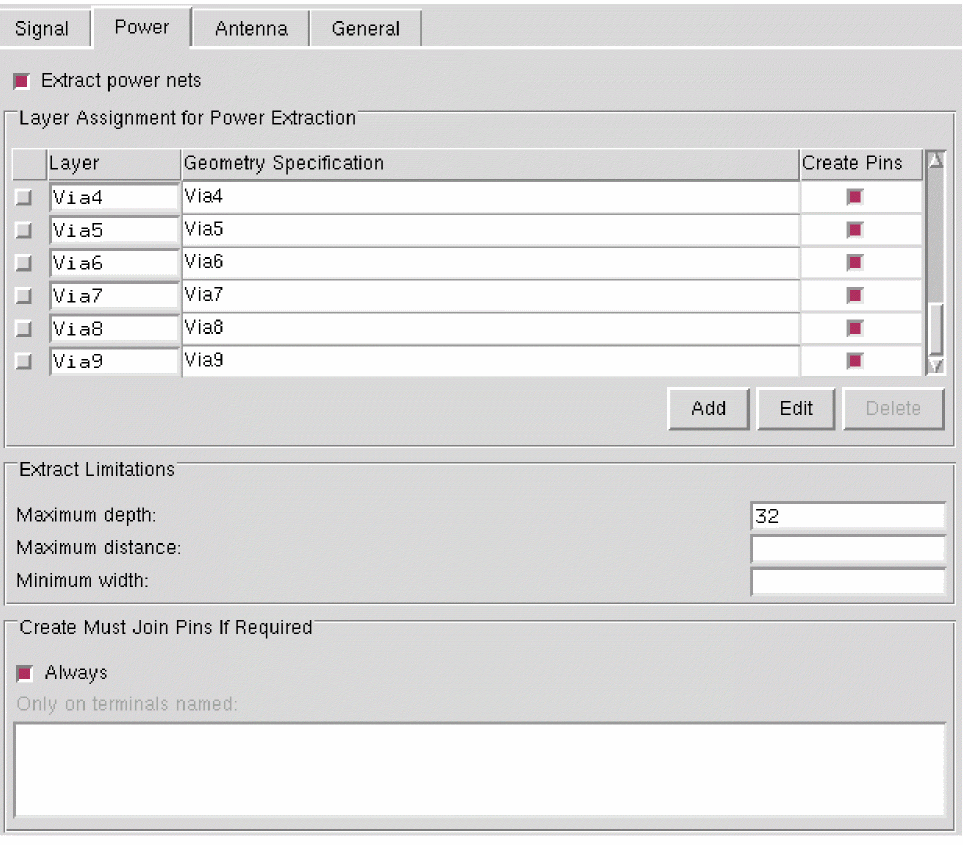 Signal Power Antenna General
Extract power nets
Layer Assignment for Power Extraction
Layer Geometry Specification Create Pins
Via4 Via4
Via5 Via5
Via6 Via6
Via7 Via7
Via8 Via8
Via9 Via9
Add Edit Delete
Extract Limitations
Maximum depth: 32
Maximum distance:
Minimum width:
Create Must Join Pins If Required
Always
Only on terminals named: